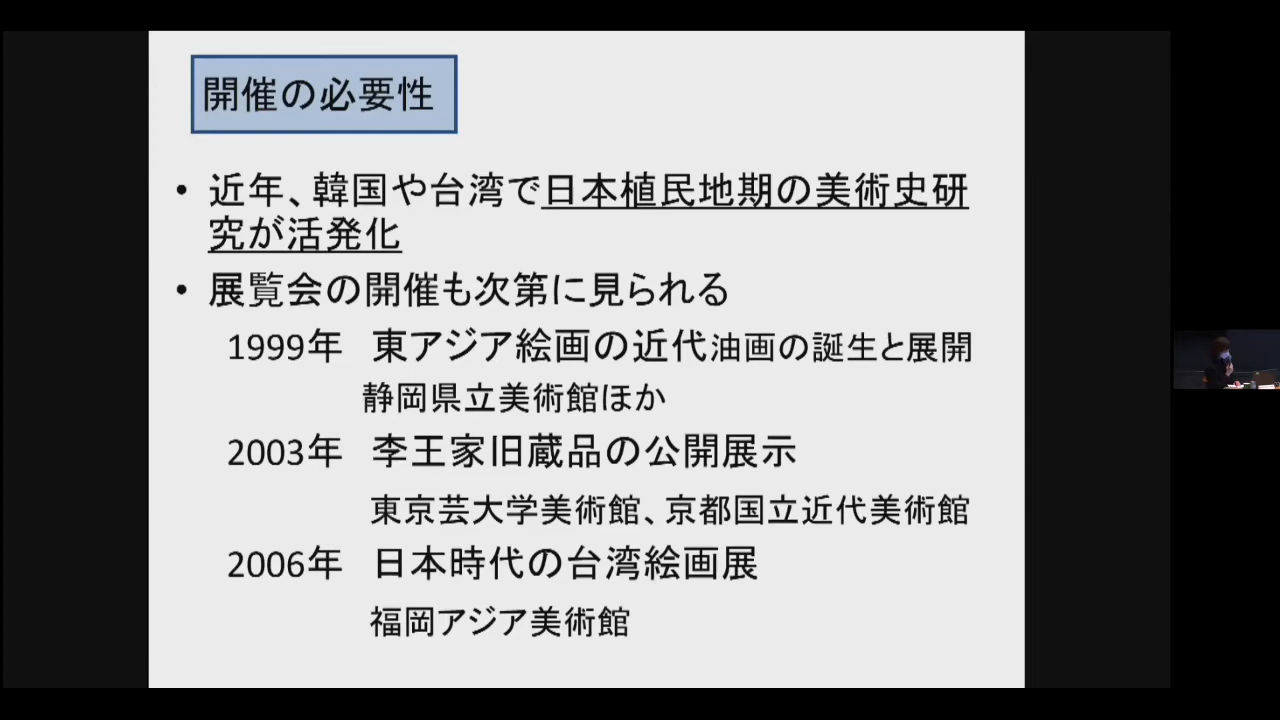 開催の必要性
• 近年、韓国や台湾で日本植民地期の美術史研
究が活発化
• 展覧会の開催も次第に見られる
1999年 東アジア絵画の近代油画の誕生と展開
静岡県立美術館ほか
2003年 李王家旧蔵品の公開展示
東京芸大学美術館、京都国立近代美術館
2006年 日本時代の台湾絵画展
福岡アジア美術館